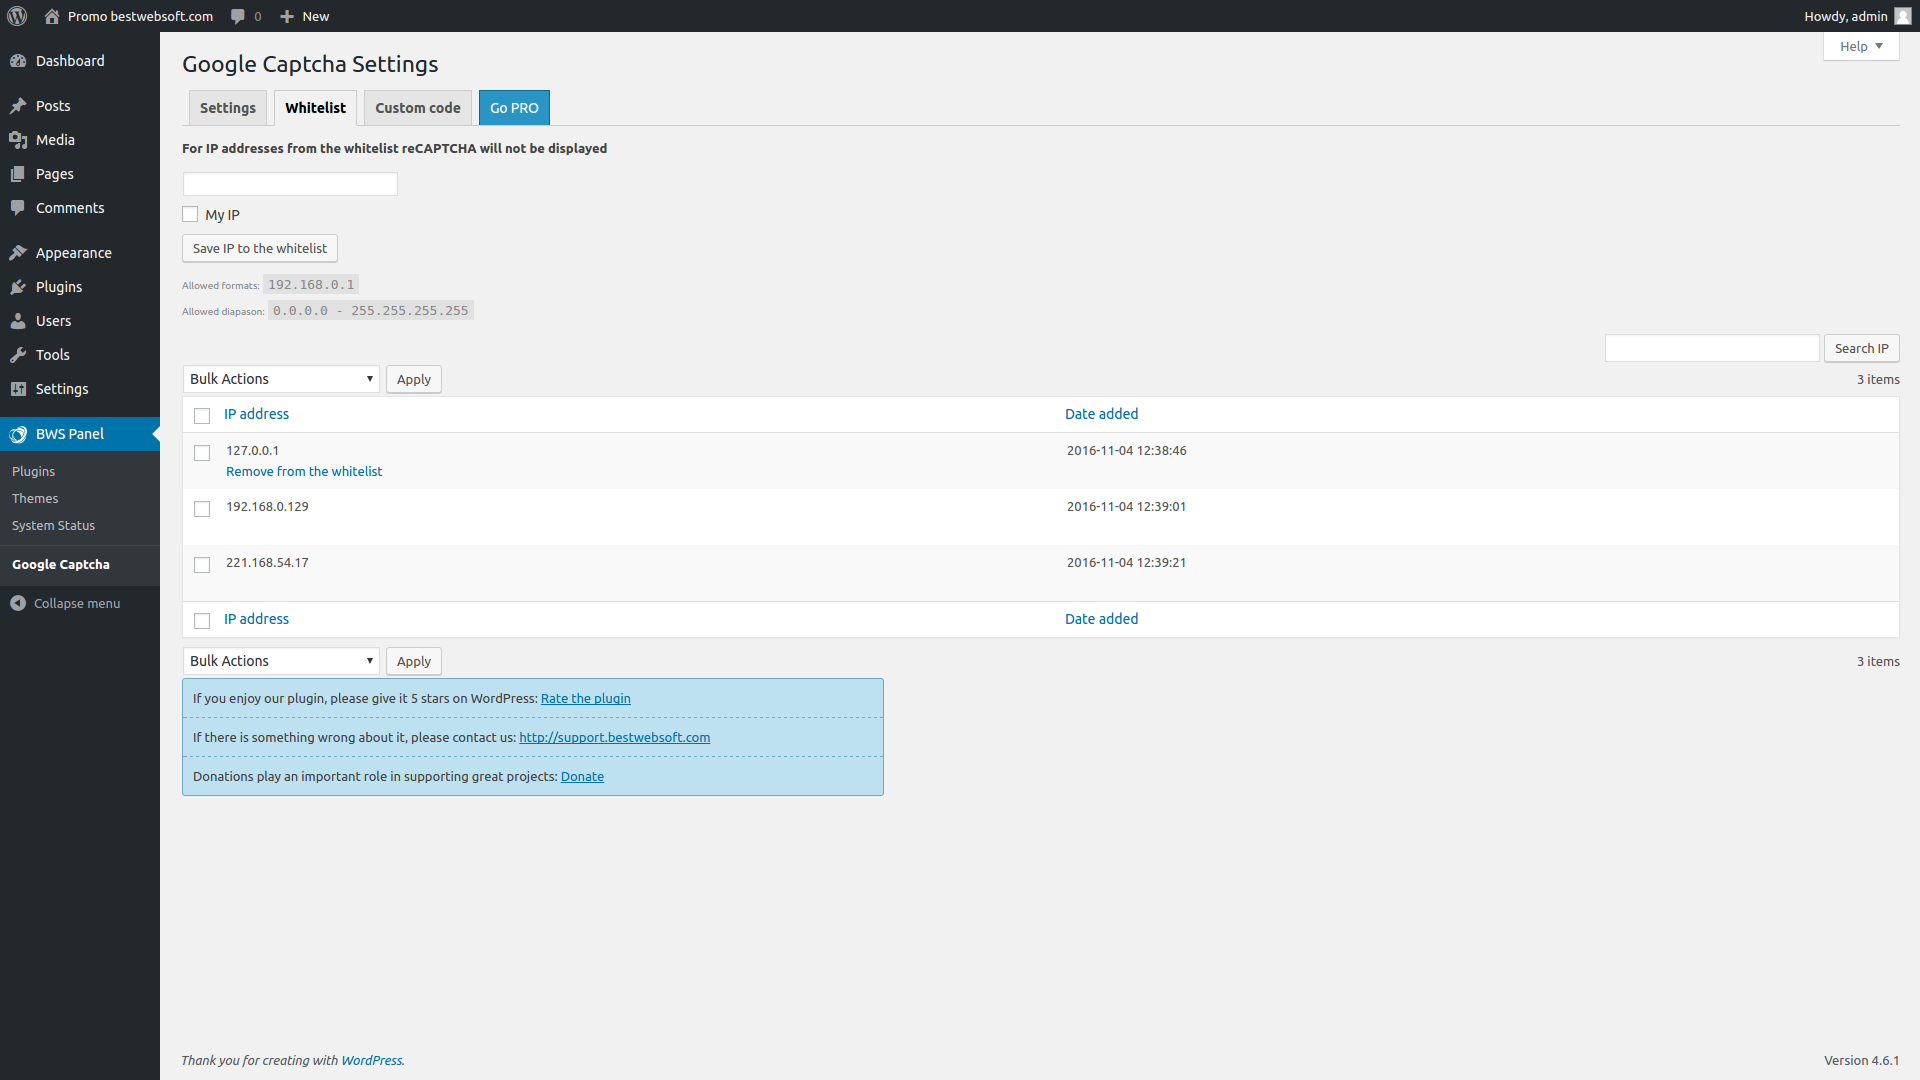 Promo bestwebsoft.com
0
New
Howdy, admin
Dashboard
Posts
Media
Pages
Comments
Appearance
Plugins
Users
Tools
Settings
BWS Panel
Plugins
Themes
System Status
Google Captcha
Collapse menu
Help
Google Captcha Settings
Settings
Whitelist
Custom code
Go PRO
For IP addresses from the whitelist reCAPTCHA will not be displayed
My IP
Save IP to the whitelist
Allowed formats: 192.168.0.1
Allowed diapason: 0.0.0.0 - 255.255.255.255
Search IP
Bulk Actions
Apply
3 items
IP address
Date added
127.0.0.1
2016-11-04 12:38:46
Remove from the whitelist
192.168.0.129
2016-11-04 12:39:01
221.168.54.17
2016-11-04 12:39:21
IP address
Date added
Bulk Actions
Apply
3 items
If you enjoy our plugin, please give it 5 stars on WordPress: Rate the plugin
If there is something wrong about it, please contact us: http://support.bestwebsoft.com
Donations play an important role in supporting great projects: Donate
Thank you for creating with WordPress.
Version 4.6.1